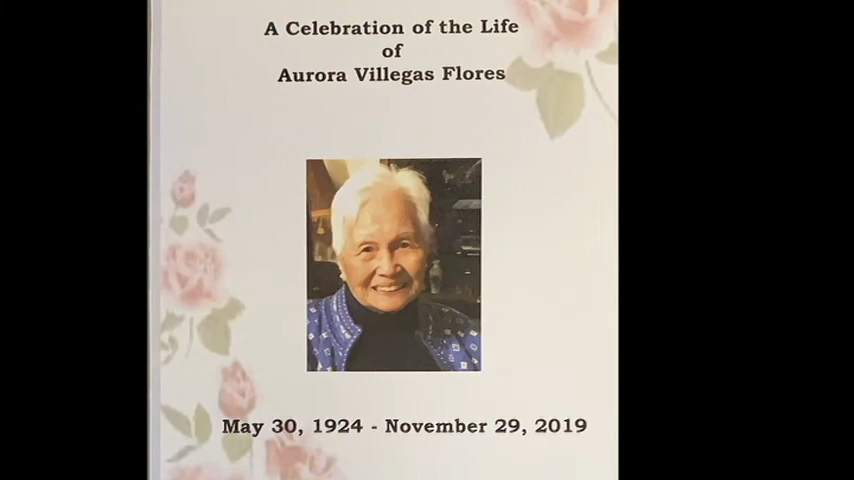 A Celebration of the Life
of
Aurora Villegas Flores
May 30, 1924 - November 29, 2019